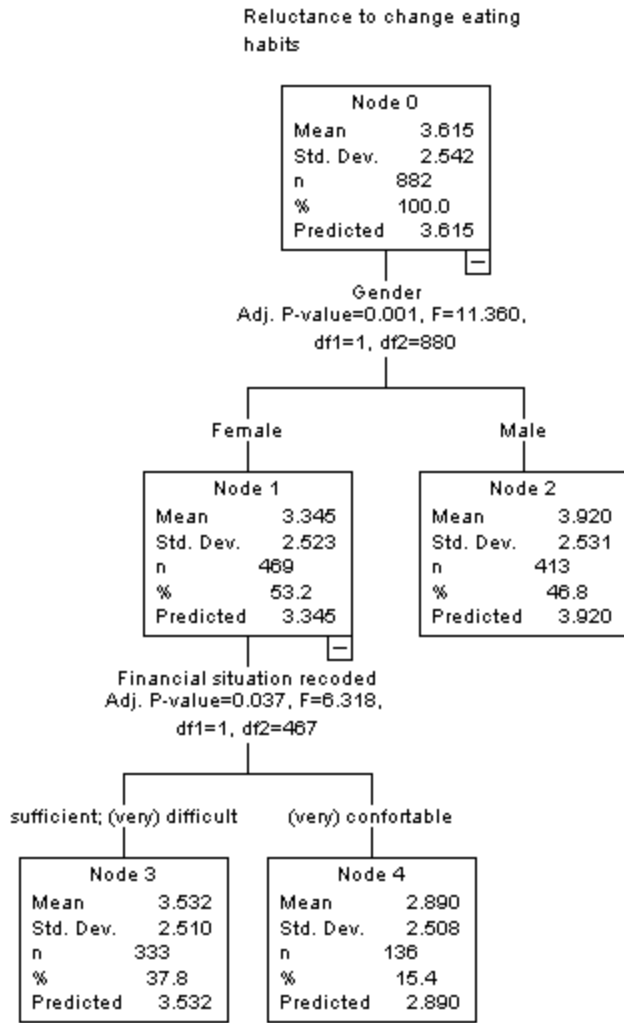 Reluctance to change eating
habits
Node 0
Mean 3.615
Std. Dev. 2.542
n 882
% 100.0
Predicted 3.615
Gender
Adj. P-value=0.001, F=11.360,
df1=1, df2=880
Female
Male
Node 1
Mean 3.345
Std. Dev. 2.523
n 469
% 53.2
Predicted 3.345
Node 2
Mean 3.920
Std. Dev. 2.531
n 413
% 46.8
Predicted 3.920
Financial situation recoded
Adj. P-value=0.037, F=6.318,
df1=1, df2=467
sufficient; (very) difficult
(very) confortable
Node 3
Mean 3.532
Std. Dev. 2.510
n 333
% 37.8
Predicted 3.532
Node 4
Mean 2.890
Std. Dev. 2.508
n 136
% 15.4
Predicted 2.890